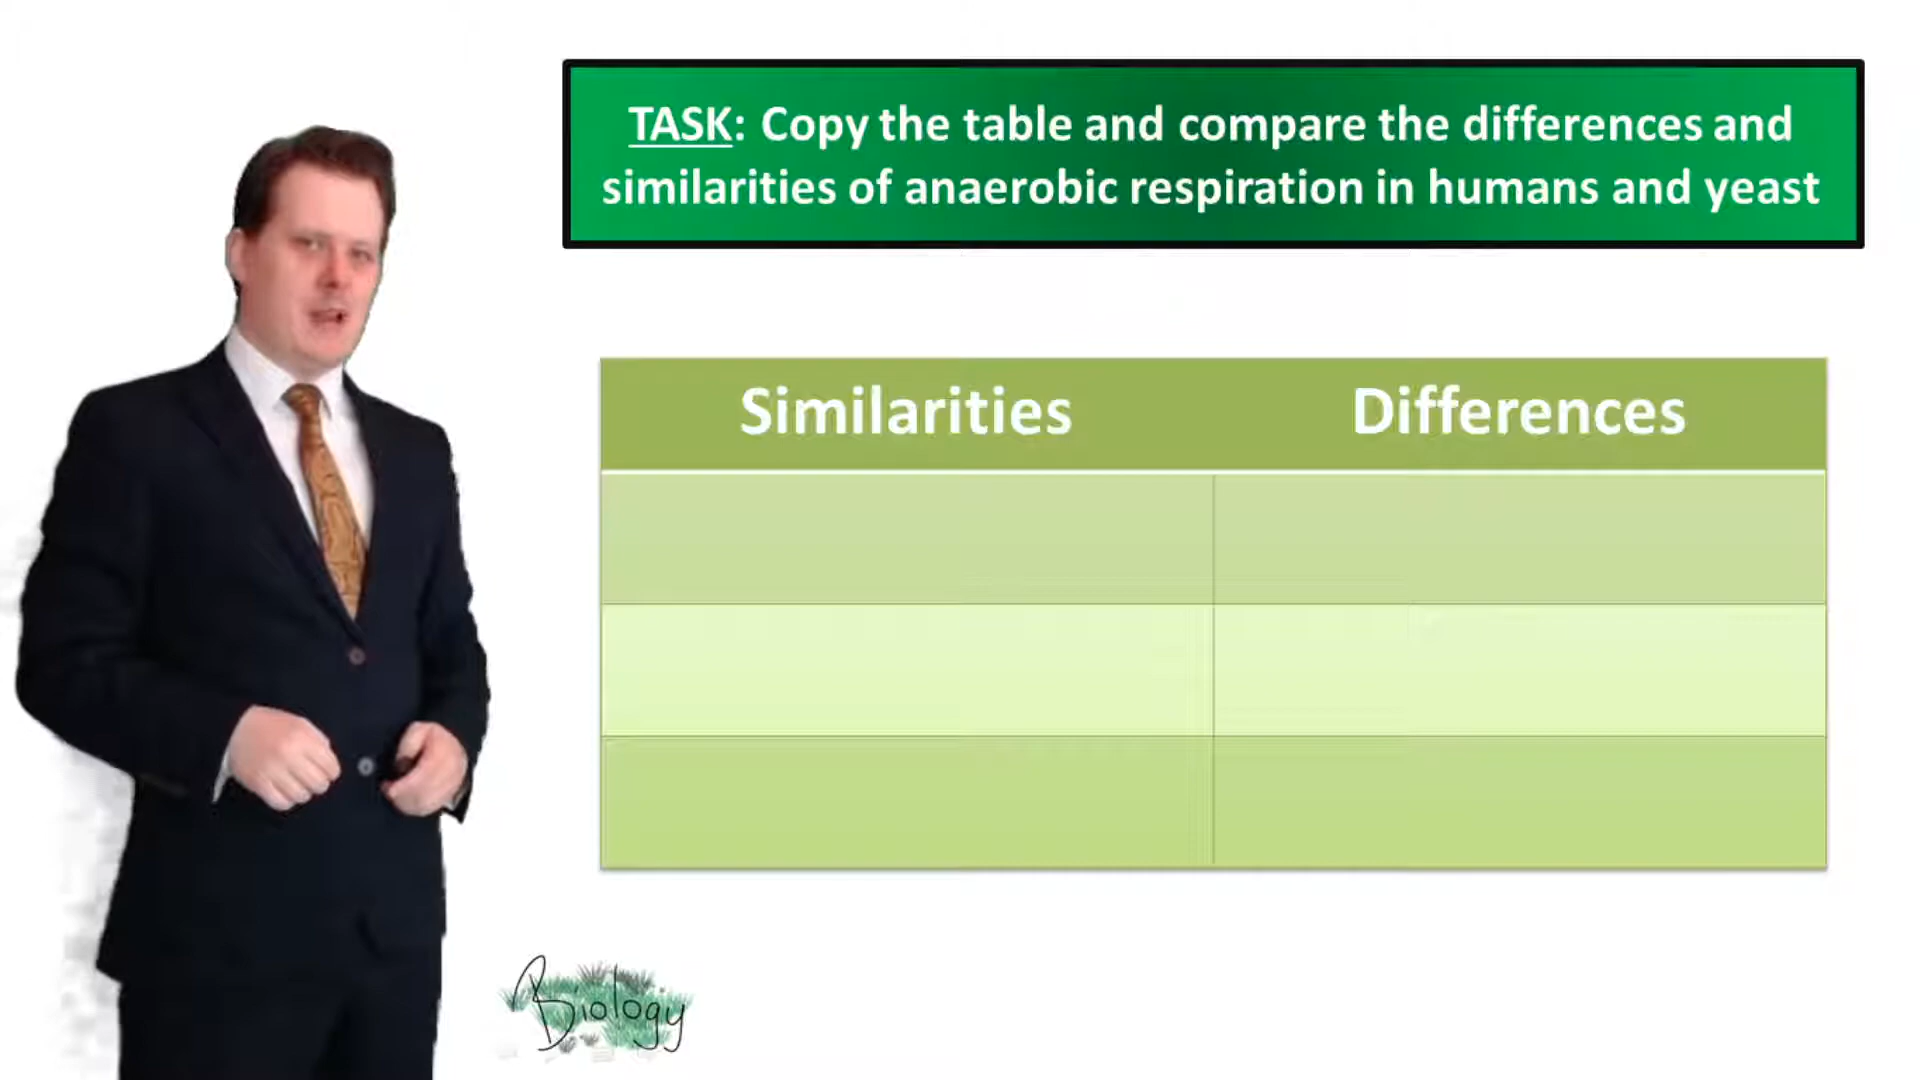 TASK: Copy the table and compare the differences and
similarities of anaerobic respiration in humans and yeast
Similarities Differences
Biology